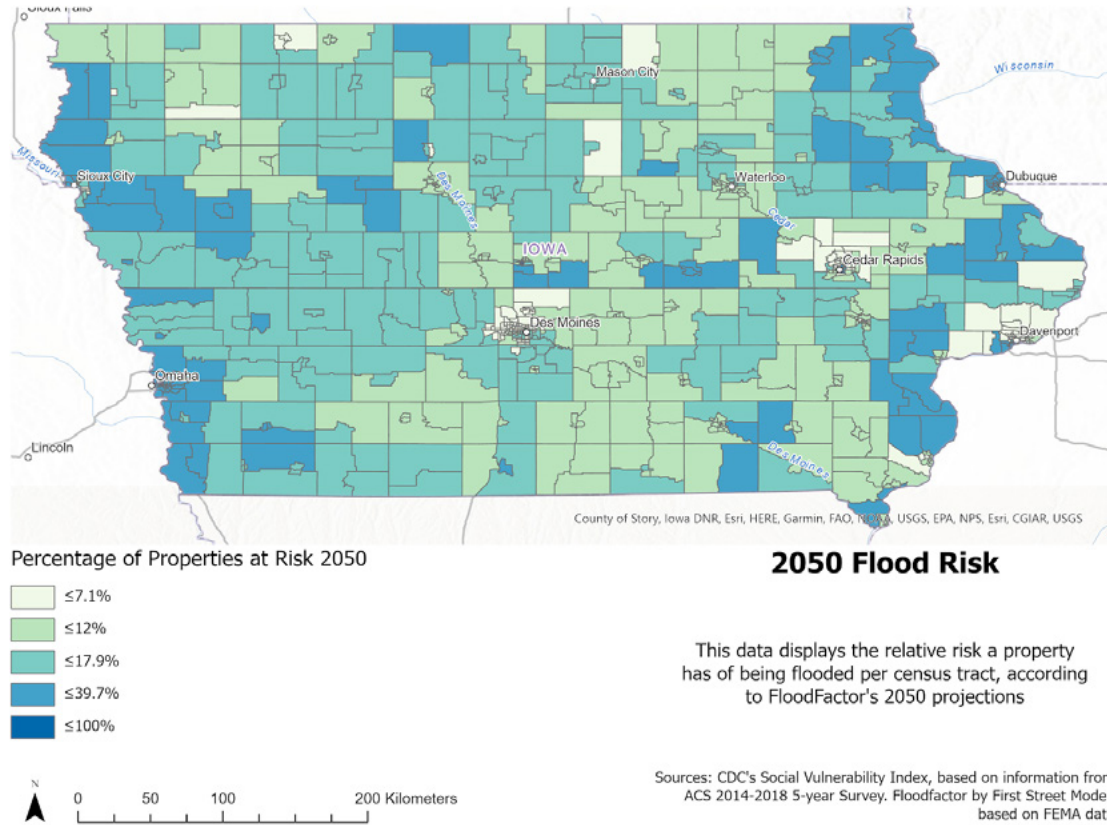 Sioux Falls
Mason City
Wisconsin
Missouri
Sioux City
Des Moines
Waterloo
Dubuque
Cedar
IOWA
Cedar Rapids
Des Moines
Davenport
Omaha
Lincoln
Des Moines
County of Story, Iowa DNR, Esri, HERE, Garmin, FAO, NOAA, USGS, EPA, NPS, Esri, CGIAR, USGS
Percentage of Properties at Risk 2050
≤7.1%
≤12%
≤17.9%
≤39.7%
≤100%
2050 Flood Risk
This data displays the relative risk a property
has of being flooded per census tract, according
to FloodFactor's 2050 projections
N
0 50 100 200 Kilometers
Sources: CDC's Social Vulnerability Index, based on information from
ACS 2014-2018 5-year Survey. Floodfactor by First Street Mode
based on FEMA dat